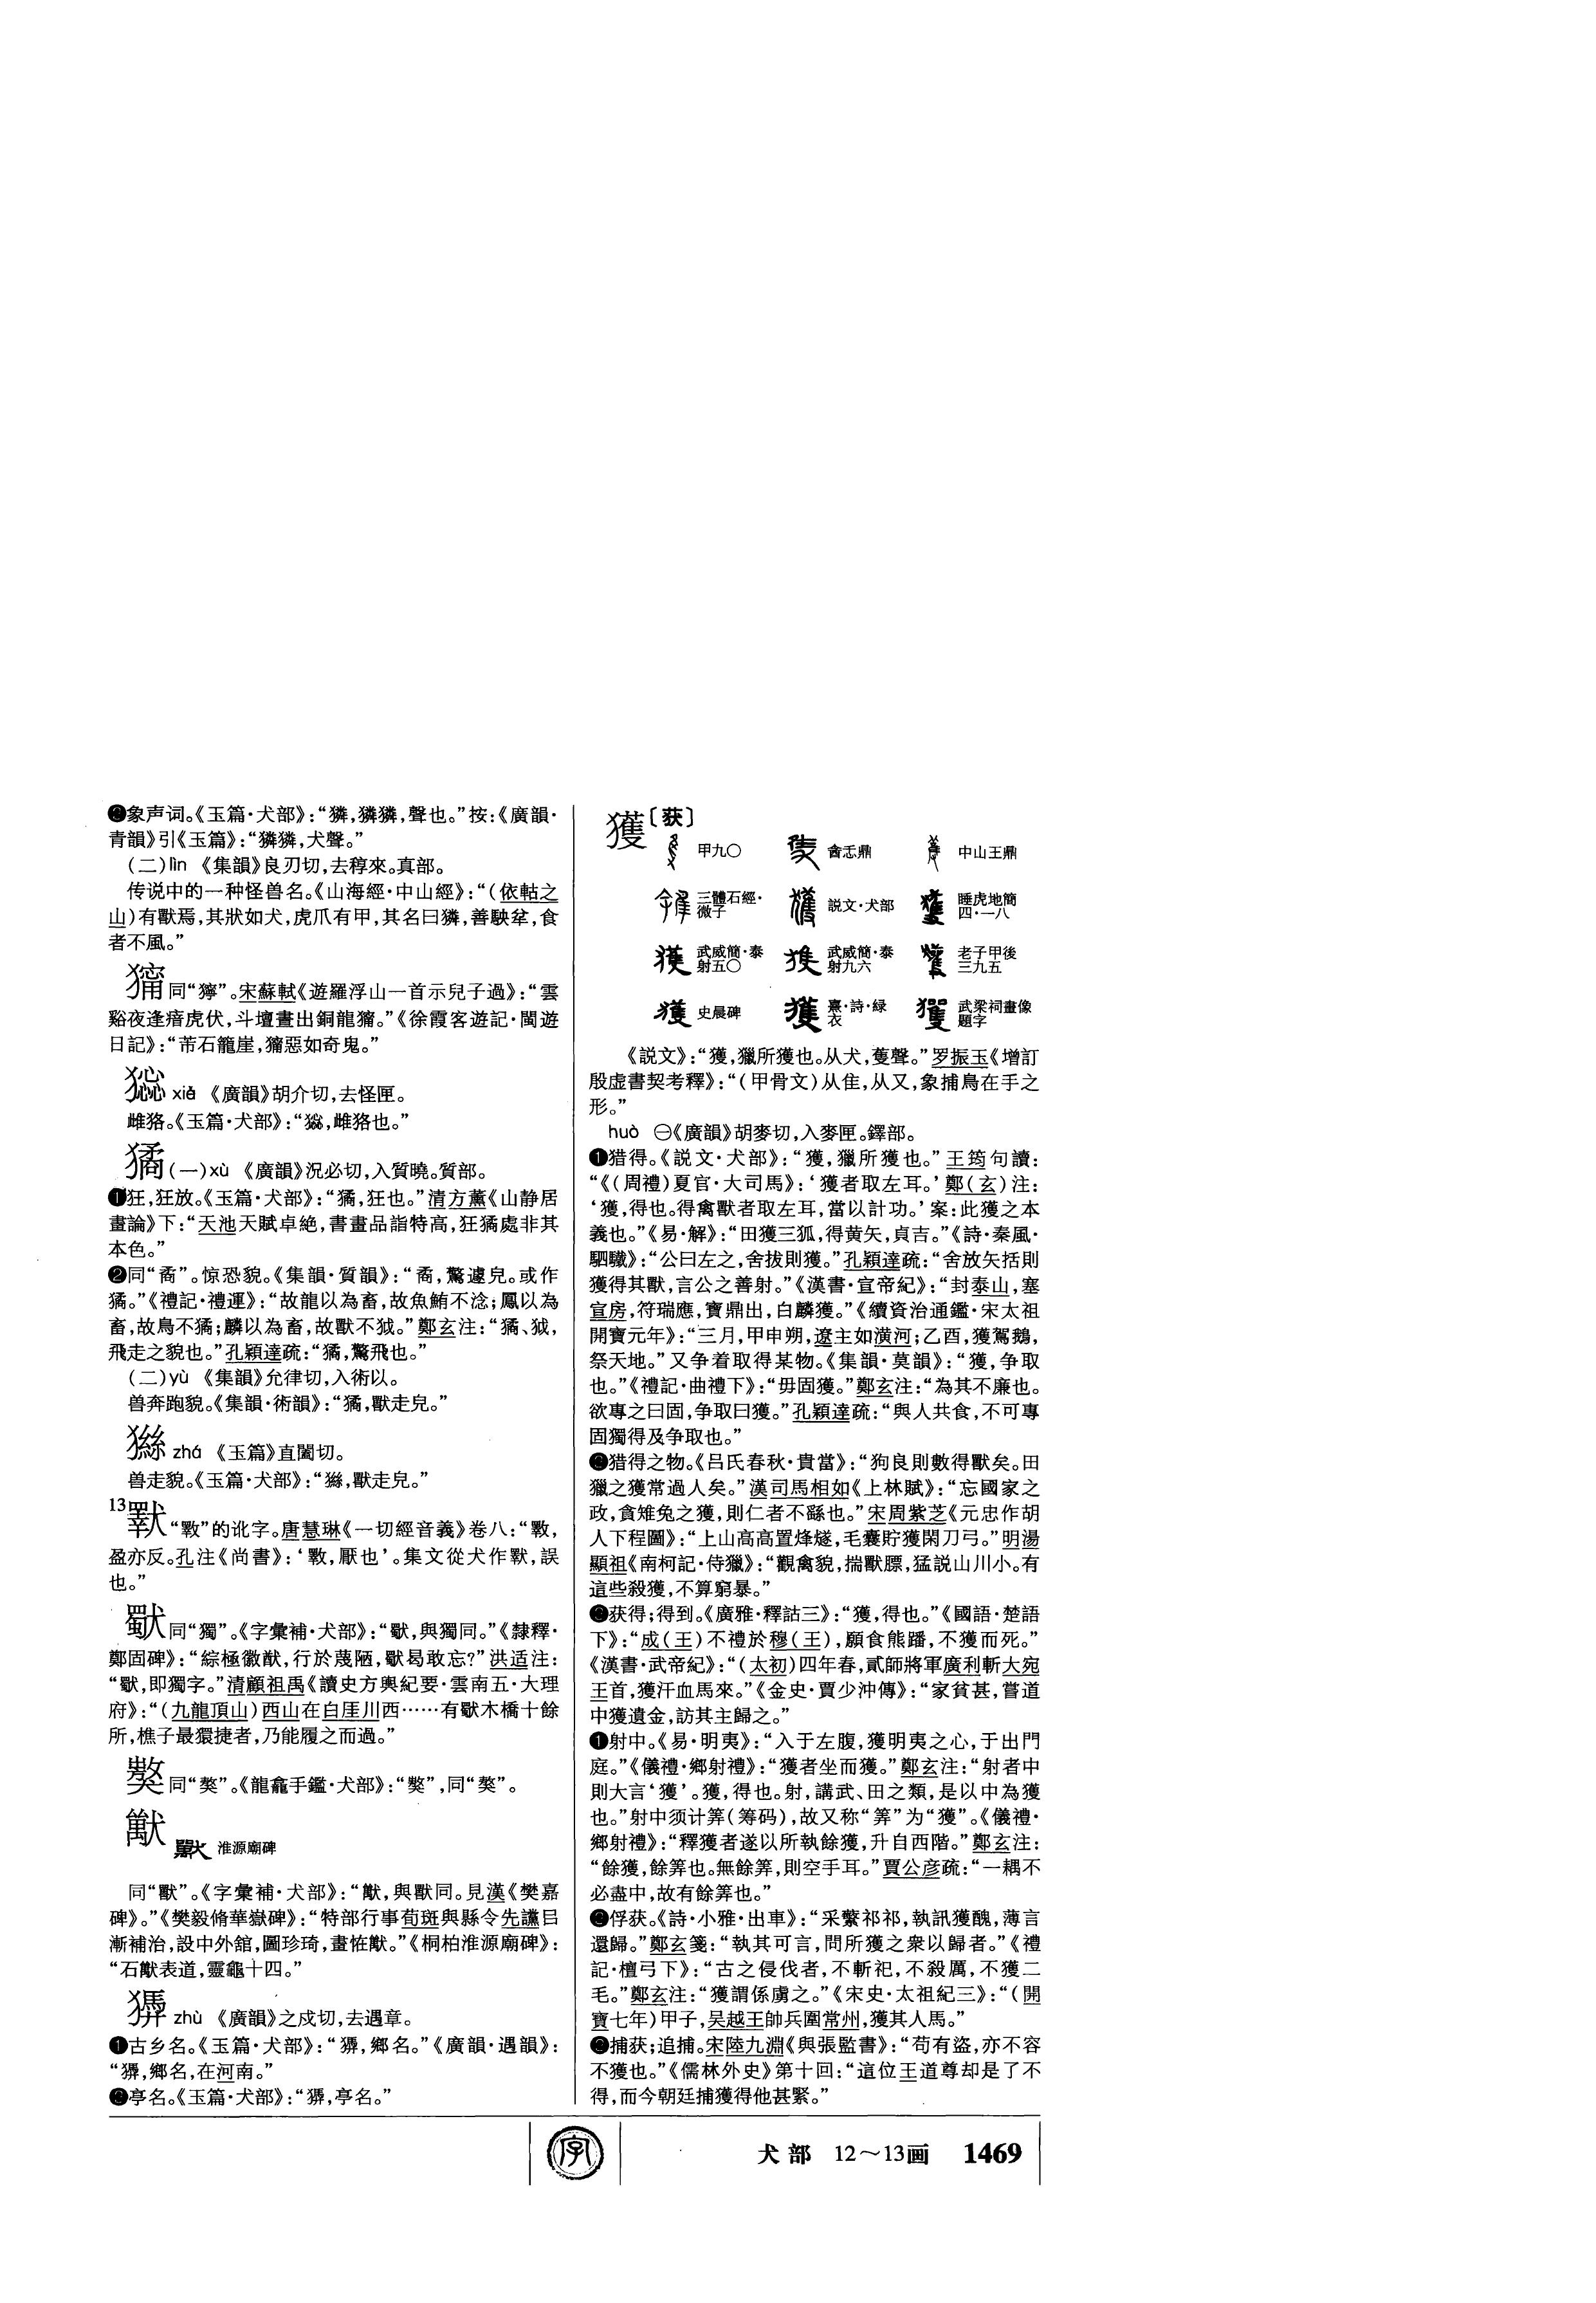 ❸象声词。《玉篇·犬部》：“獜，獜獜，聲也。”按：《廣韻·
青韻》引《玉篇》：“獜獜，犬聲。”
(二)lìn 《集韻》良刃切，去稕來。真部。
传说中的一种怪兽名。《山海經·中山經》：“(依軲之
山)有獸焉，其狀如犬，虎爪有甲，其名曰獜，善駚坌，食
者不風。”
同“獰”。宋蘇軾《遊羅浮山一首示兒子過》：“雲
谿夜逢瘖虎伏，斗壇晝出銅龍。”《徐霞客遊記·閩遊
日記》：“芾石籠崖，惡如奇鬼。”
xiè 《廣韻》胡介切，去怪匣。
雌狢。《玉篇·犬部》：“，雌狢也。”
獝(一)xù 《廣韻》況必切，入質曉。質部。
❶狂，狂放。《玉篇·犬部》：“獝，狂也。”清方薰《山静居
畫論》下：“天池天賦卓絶，書畫品詣特高，狂獝處非其
本色。”
❷同“矞”。惊恐貌。《集韻·質韻》：“矞，驚遽皃。或作
獝。”《禮記·禮運》：“故龍以為畜，故魚鮪不淰；鳳以為
畜，故鳥不獝；麟以為畜，故獸不狘。”鄭玄注：“獝、狘，
飛走之貌也。”孔穎達疏：“獝，驚飛也。”
(二)yù 《集韻》允律切，入術以。
兽奔跑貌。《集韻·術韻》：“獝，獸走皃。”
zhá 《玉篇》直闔切。
兽走貌。《玉篇·犬部》：“，獸走皃。”
13
“斁”的讹字。唐慧琳《一切經音義》卷八：“斁，
盈亦反。孔注《尚書》：‘斁，厭也’。集文從犬作，誤
也。”
同“獨”。《字彙補·犬部》：“，與獨同。”《隸釋·
鄭固碑》：“綜極徽猷，行於蔑陋，曷敢忘？”洪适注：
“，即獨字。”清顧祖禹《讀史方輿紀要·雲南五·大理
府》：“(九龍頂山)西山在白厓川西……有木橋十餘
所，樵子最獧捷者，乃能履之而過。”
同“獒”。《龍龕手鑑·犬部》：“”，同“獒”。
淮源廟碑
同“獸”。《字彙補·犬部》：“，與獸同。見漢《樊嘉
碑》。”《樊毅脩華嶽碑》：“特部行事荀斑與縣令先讜㠯
漸補治，設中外舘，圖珍琦，畫恠。”《桐柏淮源廟碑》：
“石表道，靈龜十四。”
zhù 《廣韻》之戍切，去遇章。
❶古乡名。《玉篇·犬部》：“，鄉名。”《廣韻·遇韻》：
“，鄉名，在河南。”
❷亭名。《玉篇·犬部》：“，亭名。”
獲〔获〕
甲九〇 酓忎鼎 中山王鼎
三體石經·微子 説文·犬部 睡虎地簡四·一八
武威簡·泰射五〇 武威簡·泰射九六 老子甲後三九五
史晨碑 熹·詩·緑衣 武梁祠畫像題字
《説文》：“獲，獵所獲也。从犬，蒦聲。”罗振玉《增訂
殷虚書契考釋》：“(甲骨文)从隹，从又，象捕鳥在手之
形。”
huò ㊀《廣韻》胡麥切，入麥匣。鐸部。
❶猎得。《説文·犬部》：“獲，獵所獲也。”王筠句讀：
“《(周禮)夏官·大司馬》：‘獲者取左耳。’鄭(玄)注：
‘獲，得也。得禽獸者取左耳，當以計功。’案：此獲之本
義也。”《易·解》：“田獲三狐，得黄矢，貞吉。”《詩·秦風·
駟驖》：“公曰左之，舍拔則獲。”孔穎達疏：“舍放矢括則
獲得其獸，言公之善射。”《漢書·宣帝紀》：“封泰山，塞
宣房，符瑞應，寶鼎出，白麟獲。”《續資治通鑑·宋太祖
開寶元年》：“三月，甲申朔，遼主如潢河；乙酉，獲駕鵝，
祭天地。”又争着取得某物。《集韻·莫韻》：“獲，争取
也。”《禮記·曲禮下》：“毋固獲。”鄭玄注：“為其不廉也。
欲專之曰固，争取曰獲。”孔穎達疏：“與人共食，不可專
固獨得及争取也。”
❷猎得之物。《吕氏春秋·貴當》：“狗良則數得獸矣。田
獵之獲常過人矣。”漢司馬相如《上林賦》：“忘國家之
政，貪雉兔之獲，則仁者不繇也。”宋周紫芝《元忠作胡
人下程圖》：“上山高高置烽燧，毛囊貯獲閑刀弓。”明湯
顯祖《南柯記·侍獵》：“觀禽貌，揣獸膘，猛説山川小。有
這些殺獲，不算窮暴。”
❸获得；得到。《廣雅·釋詁三》：“獲，得也。”《國語·楚語
下》：“成(王)不禮於穆(王)，願食熊蹯，不獲而死。”
《漢書·武帝紀》：“(太初)四年春，貳師將軍廣利斬大宛
王首，獲汗血馬來。”《金史·賈少沖傳》：“家貧甚，嘗道
中獲遺金，訪其主歸之。”
❹射中。《易·明夷》：“入于左腹，獲明夷之心，于出門
庭。”《儀禮·鄉射禮》：“獲者坐而獲。”鄭玄注：“射者中
則大言‘獲’。獲，得也。射，講武、田之類，是以中為獲
也。”射中须计筭(筹码)，故又称“筭”为“獲”。《儀禮·
鄉射禮》：“釋獲者遂以所執餘獲，升自西階。”鄭玄注：
“餘獲，餘筭也。無餘筭，則空手耳。”賈公彦疏：“一耦不
必盡中，故有餘筭也。”
❺俘获。《詩·小雅·出車》：“采蘩祁祁，執訊獲醜，薄言
還歸。”鄭玄箋：“執其可言，問所獲之衆以歸者。”《禮
記·檀弓下》：“古之侵伐者，不斬祀，不殺厲，不獲二
毛。”鄭玄注：“獲謂係虜之。”《宋史·太祖紀三》：“(開
寶七年)甲子，吴越王帥兵圍常州，獲其人馬。”
❻捕获；追捕。宋陸九淵《與張監書》：“苟有盜，亦不容
不獲也。”《儒林外史》第十回：“這位王道尊却是了不
得，而今朝廷捕獲得他甚緊。”
字
犬部 12～13画 1469